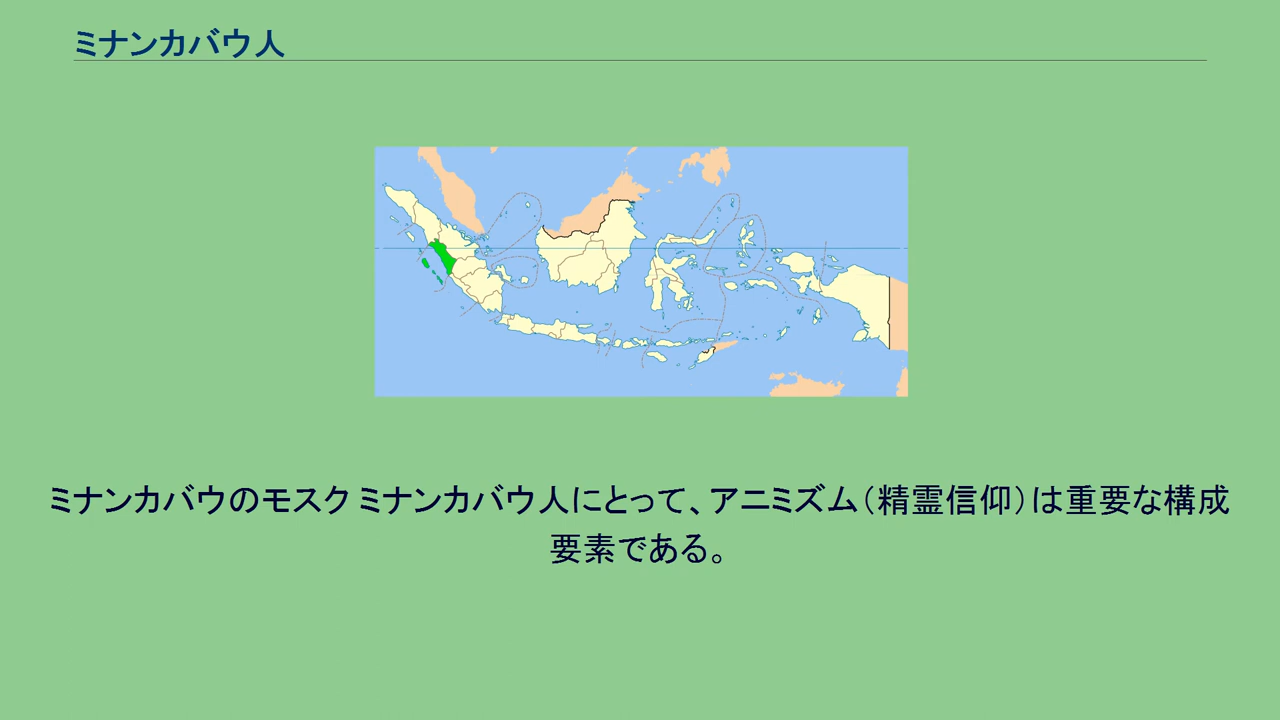 ミナンカバウ人
ミナンカバウのモスク ミナンカバウ人にとって、アニミズム（精霊信仰）は重要な構成
要素である。